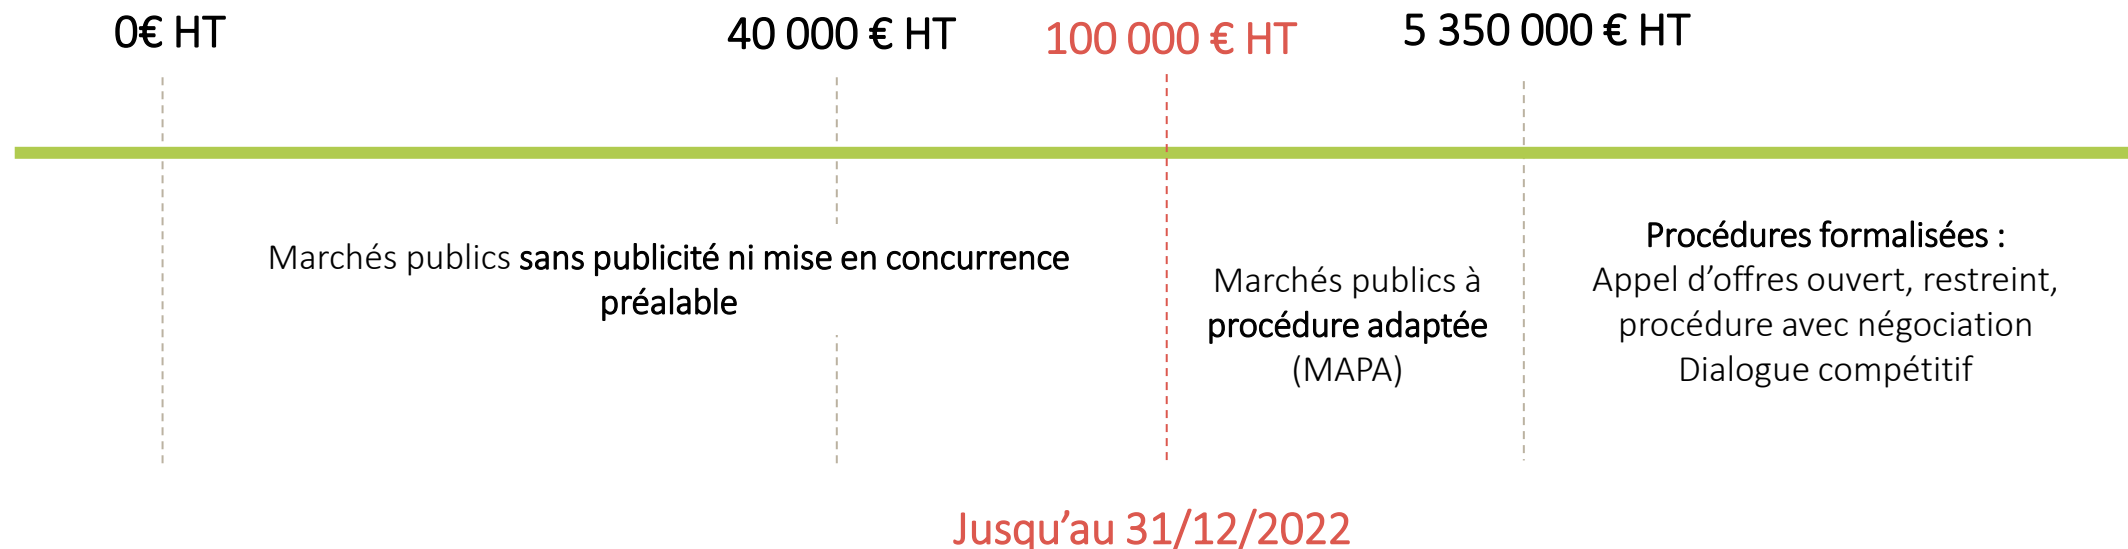 0€ HT
40 000 € HT
100 000 € HT
5 350 000 € HT
Marchés publics sans publicité ni mise en concurrence
préalable
Marchés publics à
procédure adaptée
(MAPA)
Procédures formalisées :
Appel d’offres ouvert, restreint,
procédure avec négociation
Dialogue compétitif
Jusqu’au 31/12/2022